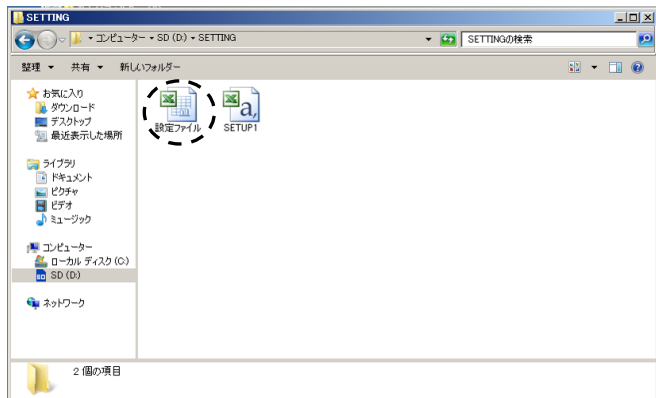 SETTING
コンピューター SD (D:) SETTING
SETTINGの検索
整理 共有 新しいフォルダー
お気に入り
ダウンロード
デスクトップ
最近表示した場所
ライブラリ
ドキュメント
ピクチャ
ビデオ
ミュージック
コンピューター
ローカル ディスク (C:)
SD (D:)
ネットワーク
設定ファイル
SETUP1
2 個の項目